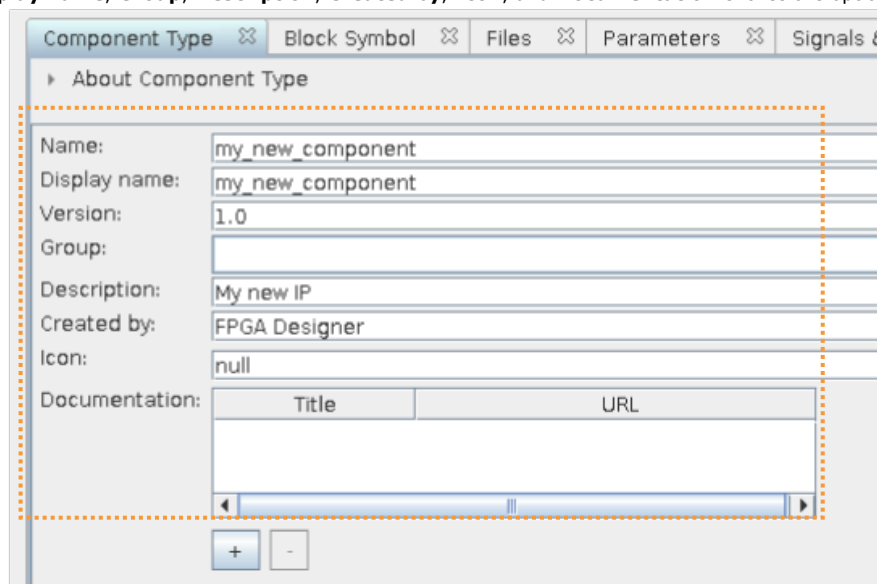 Component Type Block Symbol Files Parameters Signals &
About Component Type
Name: my_new_component
Display name: my_new_component
Version: 1.0
Group:
Description: My new IP
Created by: FPGA Designer
Icon: null
Documentation: Title URL
+ -